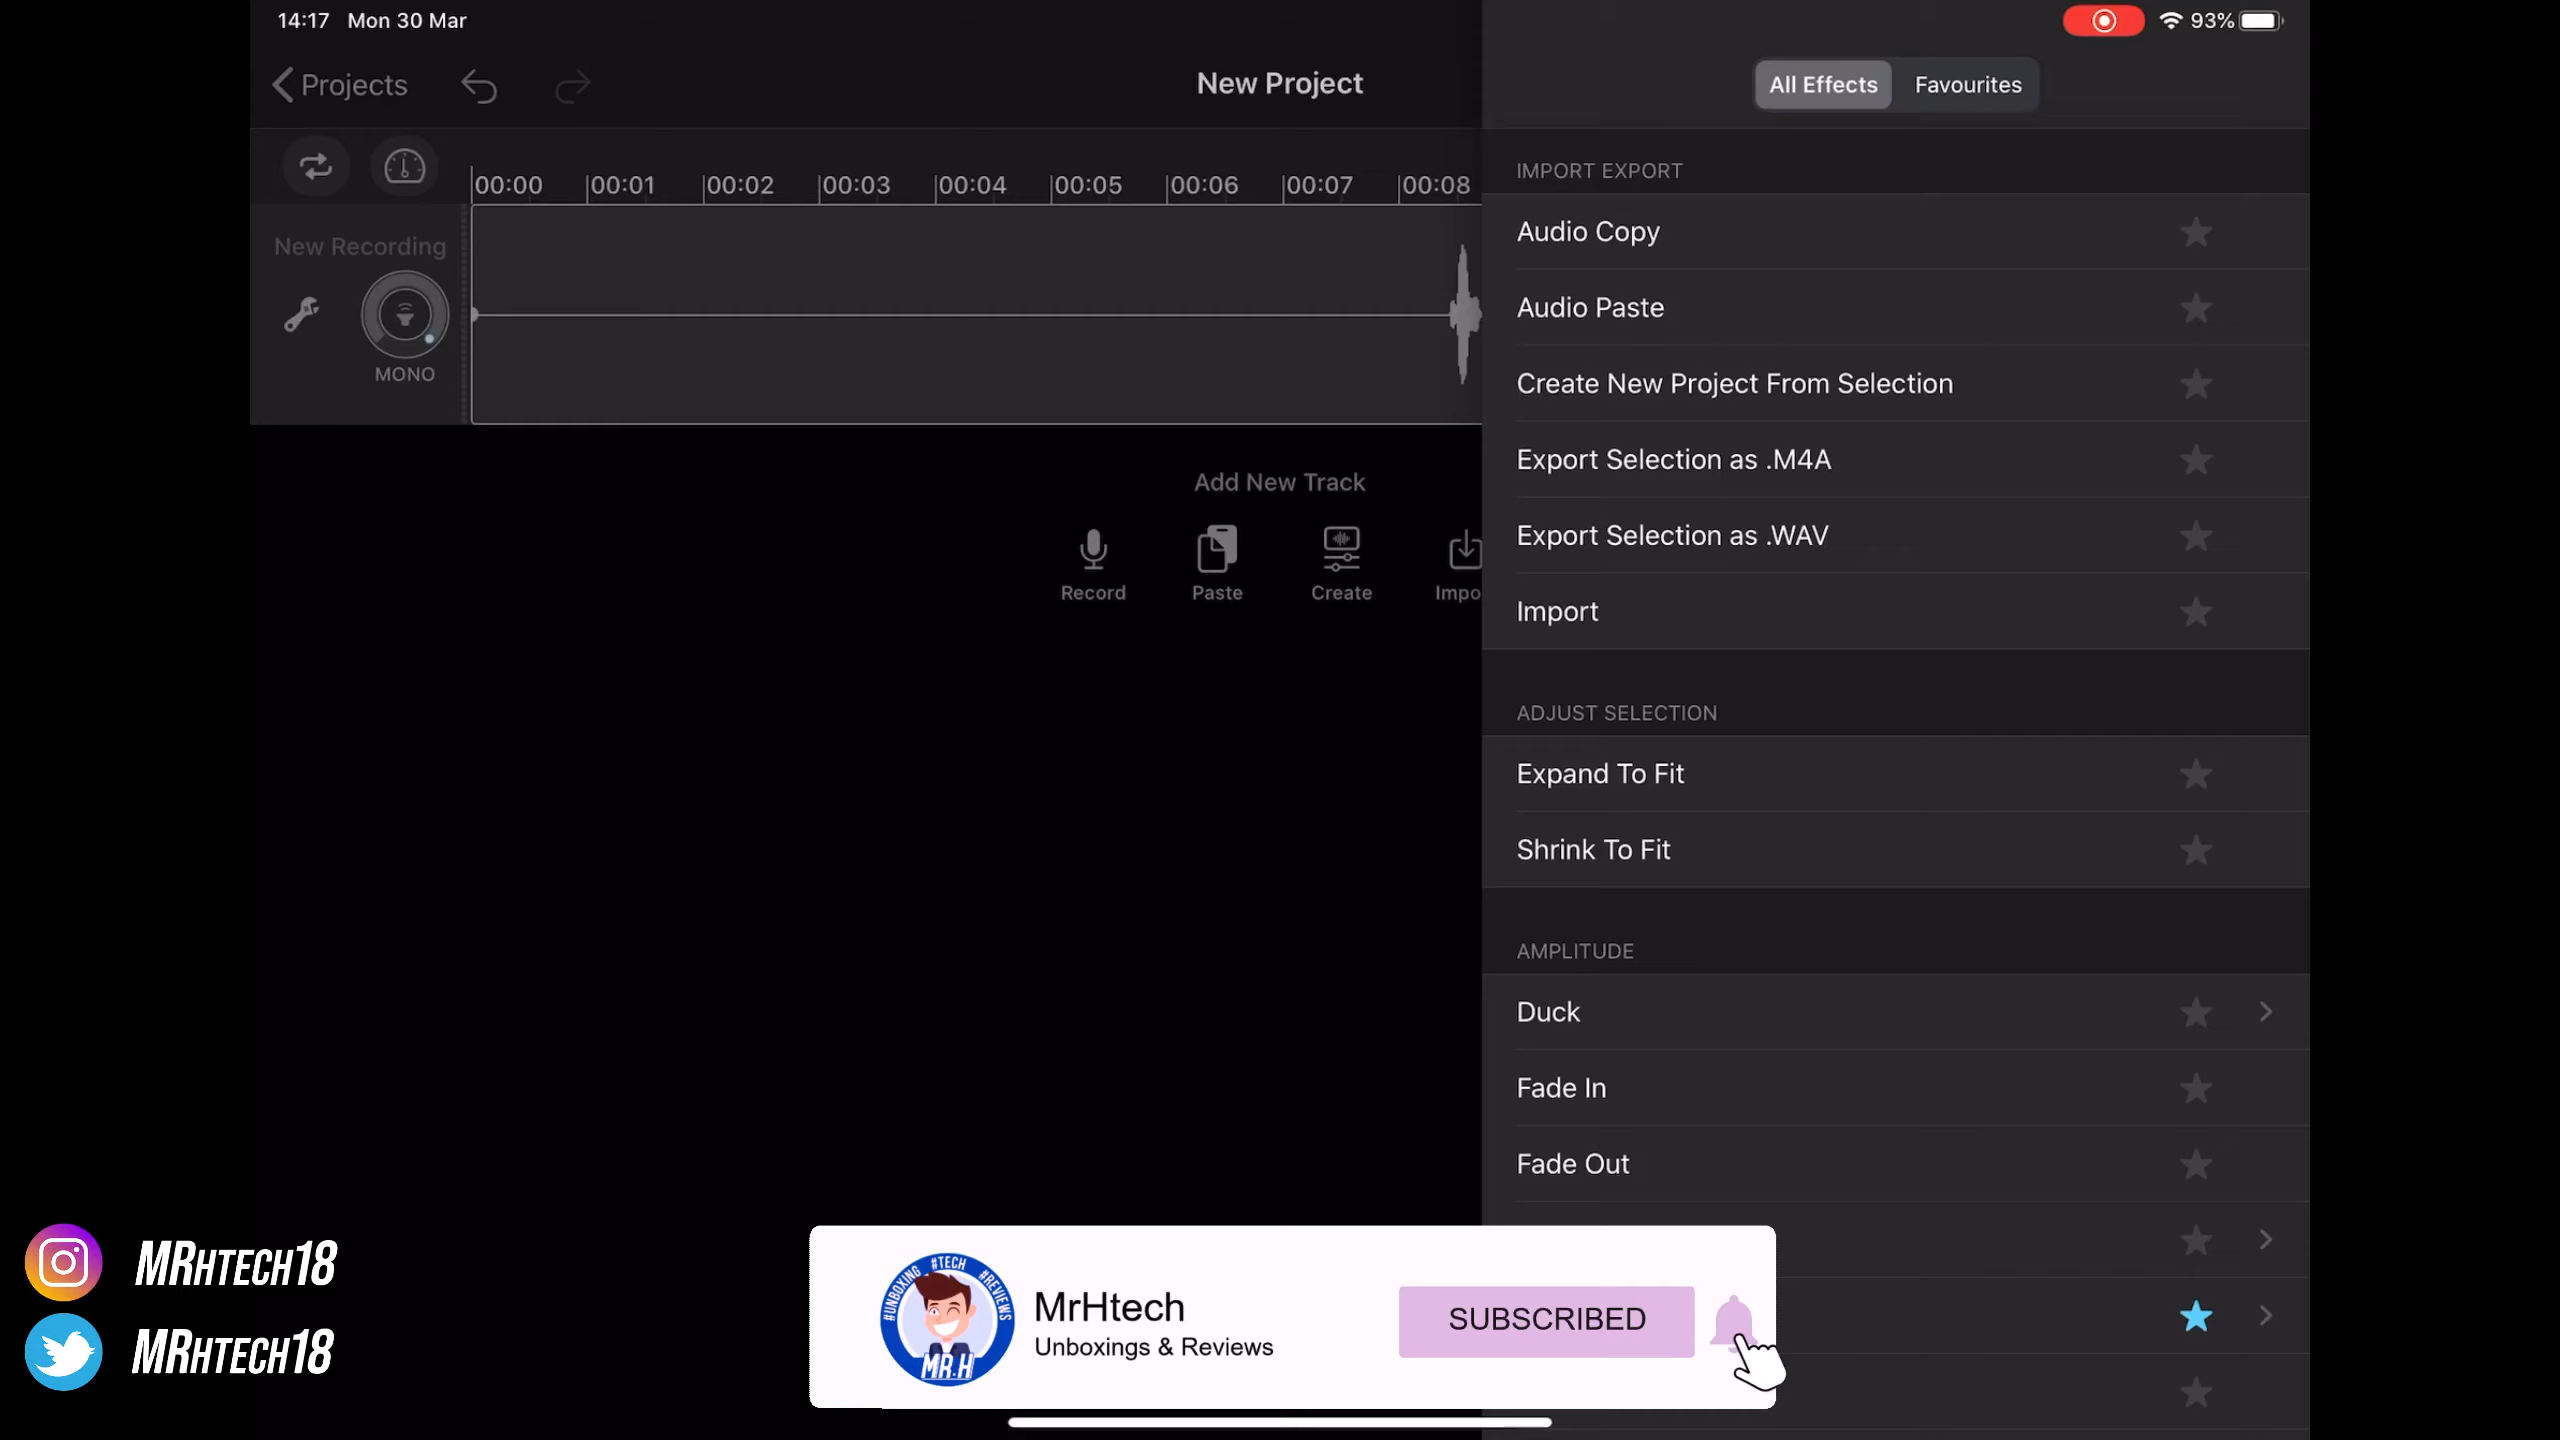 14:17 Mon 30 Mar
93%
Projects
New Project
All Effects Favourites
00:00 00:01 00:02 00:03 00:04 00:05 00:06 00:07 00:08
New Recording
MONO
Add New Track
Record Paste Create Impo
IMPORT EXPORT
Audio Copy
Audio Paste
Create New Project From Selection
Export Selection as .M4A
Export Selection as .WAV
Import
ADJUST SELECTION
Expand To Fit
Shrink To Fit
AMPLITUDE
Duck
Fade In
Fade Out
MRHTECH18
MRHTECH18
#UNBOXING #TECH #REVIEWS
MR.H
MrHtech
Unboxings & Reviews
SUBSCRIBED